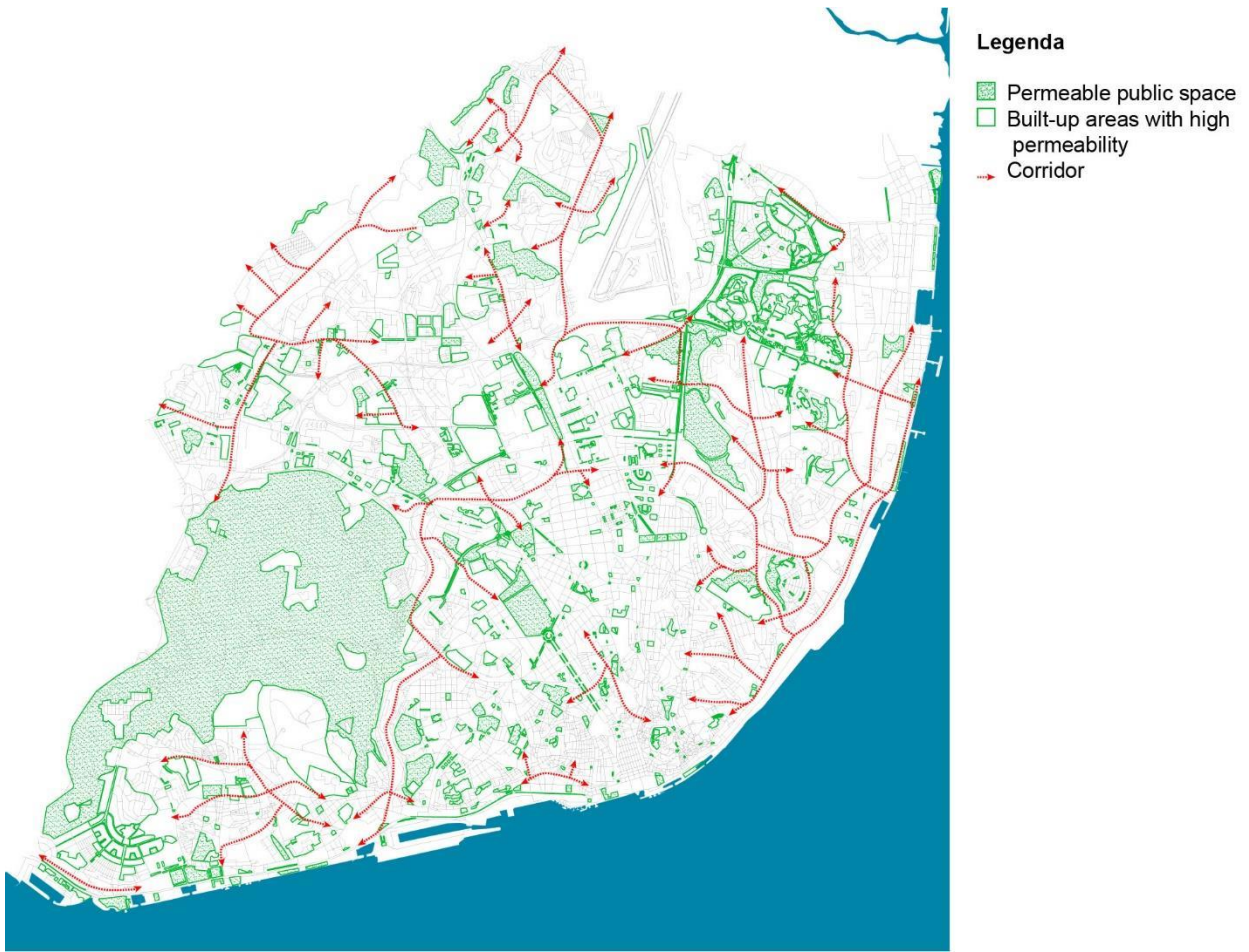 Legenda
Permeable public space
Built-up areas with high
permeability
Corridor